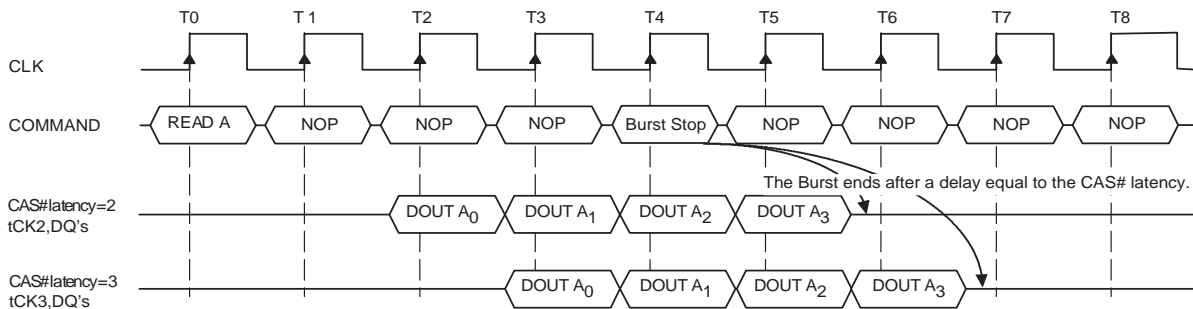 T0 T1 T2 T3 T4 T5 T6 T7 T8
CLK
COMMAND READ A NOP NOP NOP Burst Stop NOP NOP NOP NOP
The Burst ends after a delay equal to the CAS# latency.
CAS# latency=2
tCK2,DQ's
DOUT A0 DOUT A1 DOUT A2 DOUT A3
CAS# latency=3
tCK3,DQ's
DOUT A0 DOUT A1 DOUT A2 DOUT A3